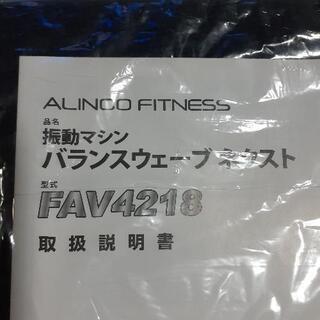 ALINCO FITNESS
品名
振動マシン
バランスウェーブネクスト
型式
FAV4218
取扱説明書